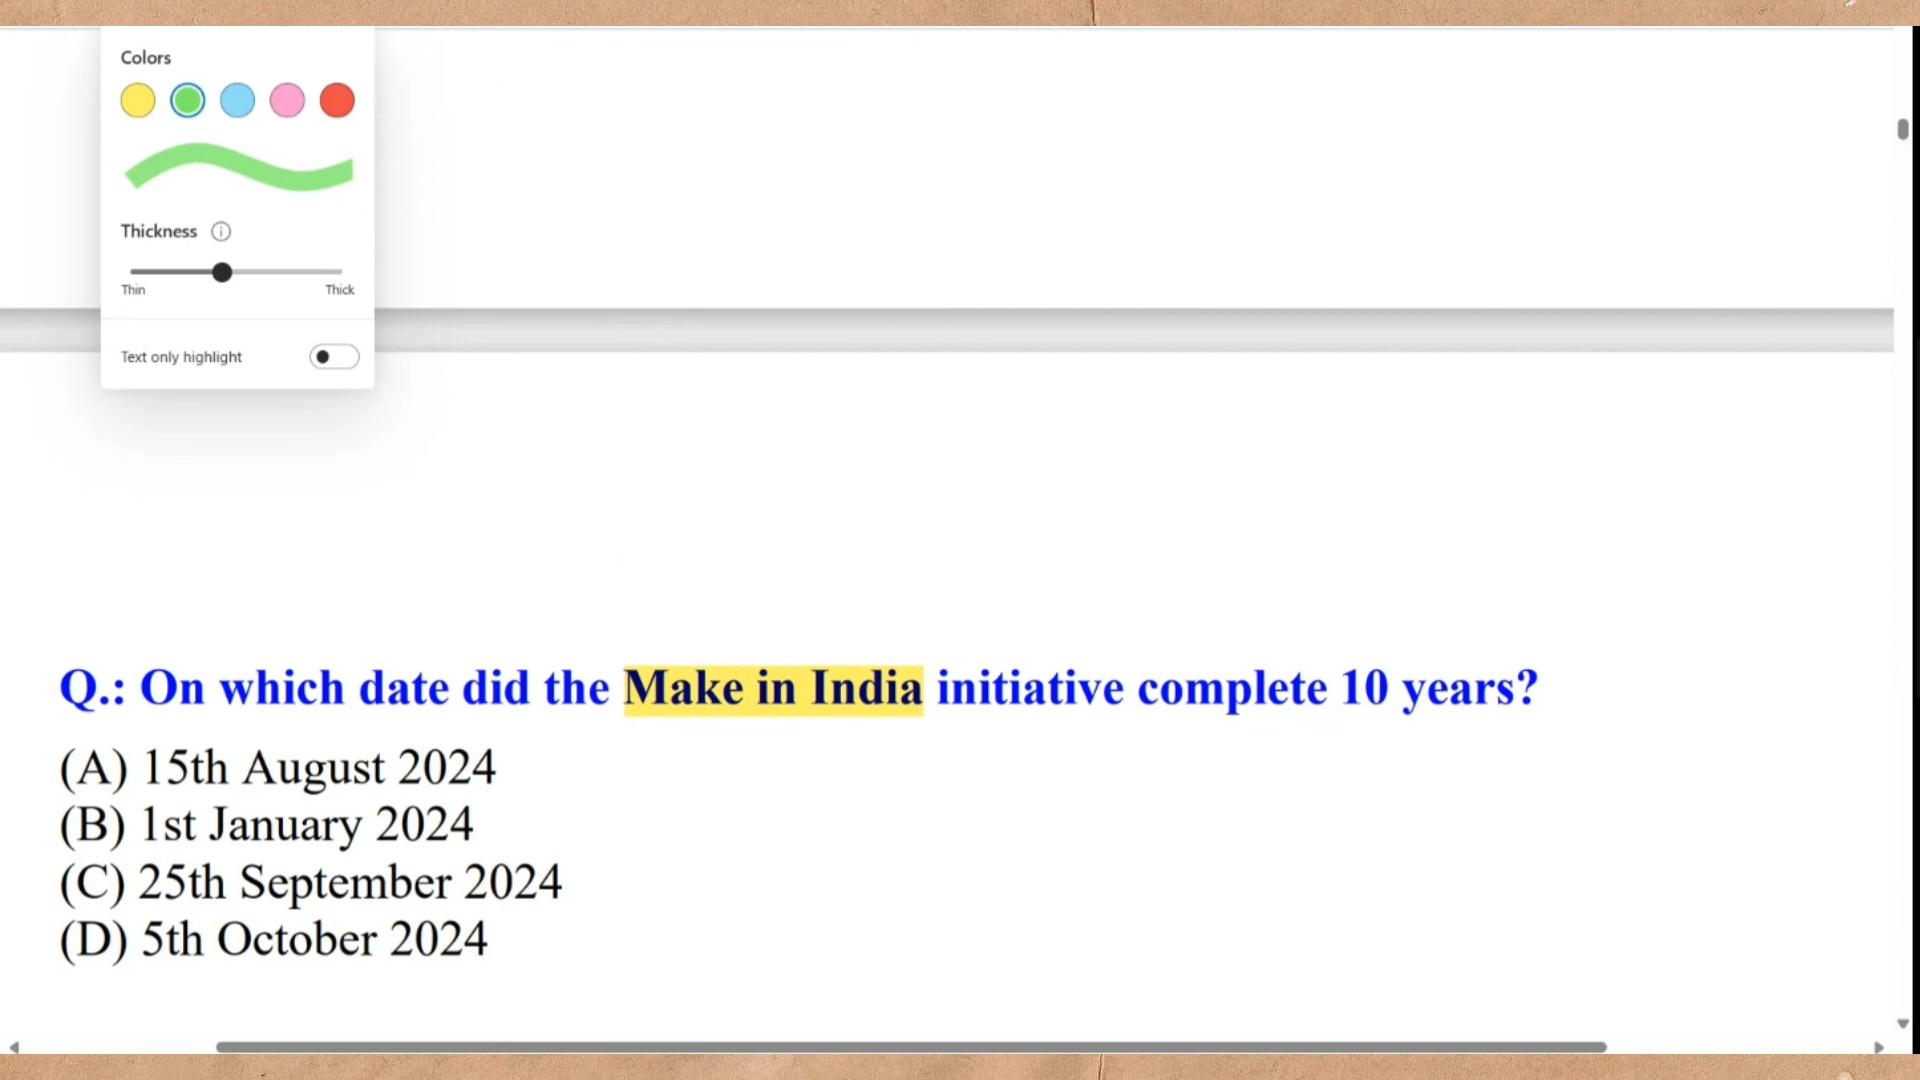 Colors
Thickness
Thin Thick
Text only highlight
Q.: On which date did the Make in India initiative complete 10 years?
(A) 15th August 2024
(B) 1st January 2024
(C) 25th September 2024
(D) 5th October 2024